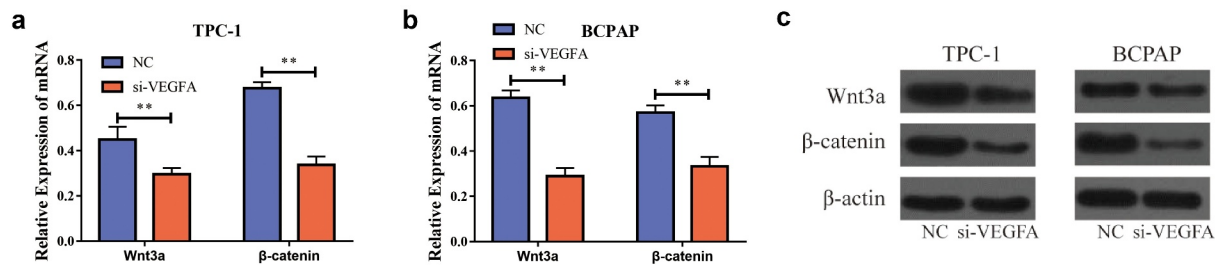 a
TPC-1
NC
si-VEGFA
Relative Expression of mRNA
0.8
0.6
0.4
0.2
0.0
**
**
Wnt3a
β-catenin
b
BCPAP
NC
si-VEGFA
Relative Expression of mRNA
0.8
0.6
0.4
0.2
0.0
**
**
Wnt3a
β-catenin
c
TPC-1 BCPAP
Wnt3a
β-catenin
β-actin
NC si-VEGFA NC si-VEGFA